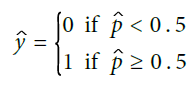 ŷ = {0 if p̂ < 0.5
1 if p̂ ≥ 0.5